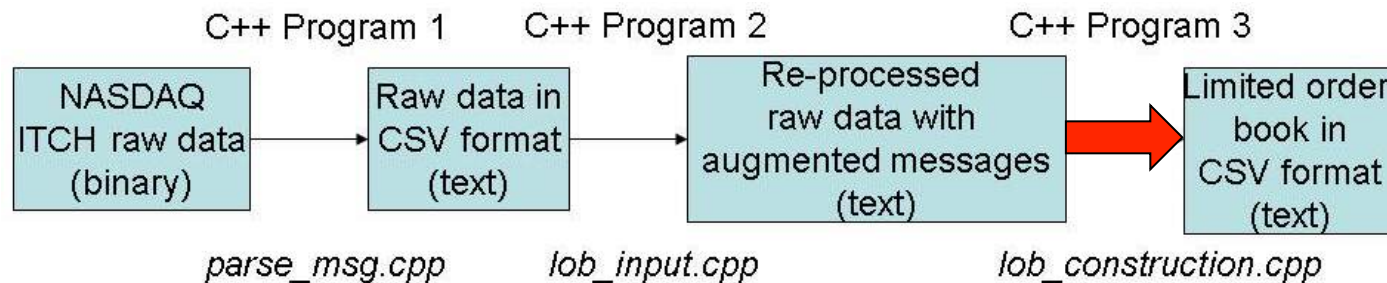 C++ Program 1
C++ Program 2
C++ Program 3
NASDAQ
ITCH raw data
(binary)
Raw data in
CSV format
(text)
Re-processed
raw data with
augmented messages
(text)
Limited order
book in
CSV format
(text)
parse_msg.cpp
lob_input.cpp
lob_construction.cpp